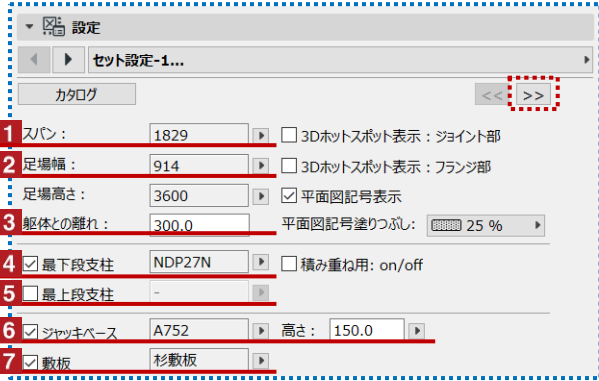 設定
セット設定-1...
カタログ << >>
1 スパン： 1829 3Dホットスポット表示：ジョイント部
2 足場幅： 914 3Dホットスポット表示：フランジ部
足場高さ： 3600 平面図記号表示
3 躯体との離れ： 300.0 平面図記号塗りつぶし: 25 %
4 最下段支柱 NDP27N 積み重ね用: on/off
5 最上段支柱 -
6 ジャッキベース A752 高さ： 150.0
7 敷板 杉敷板